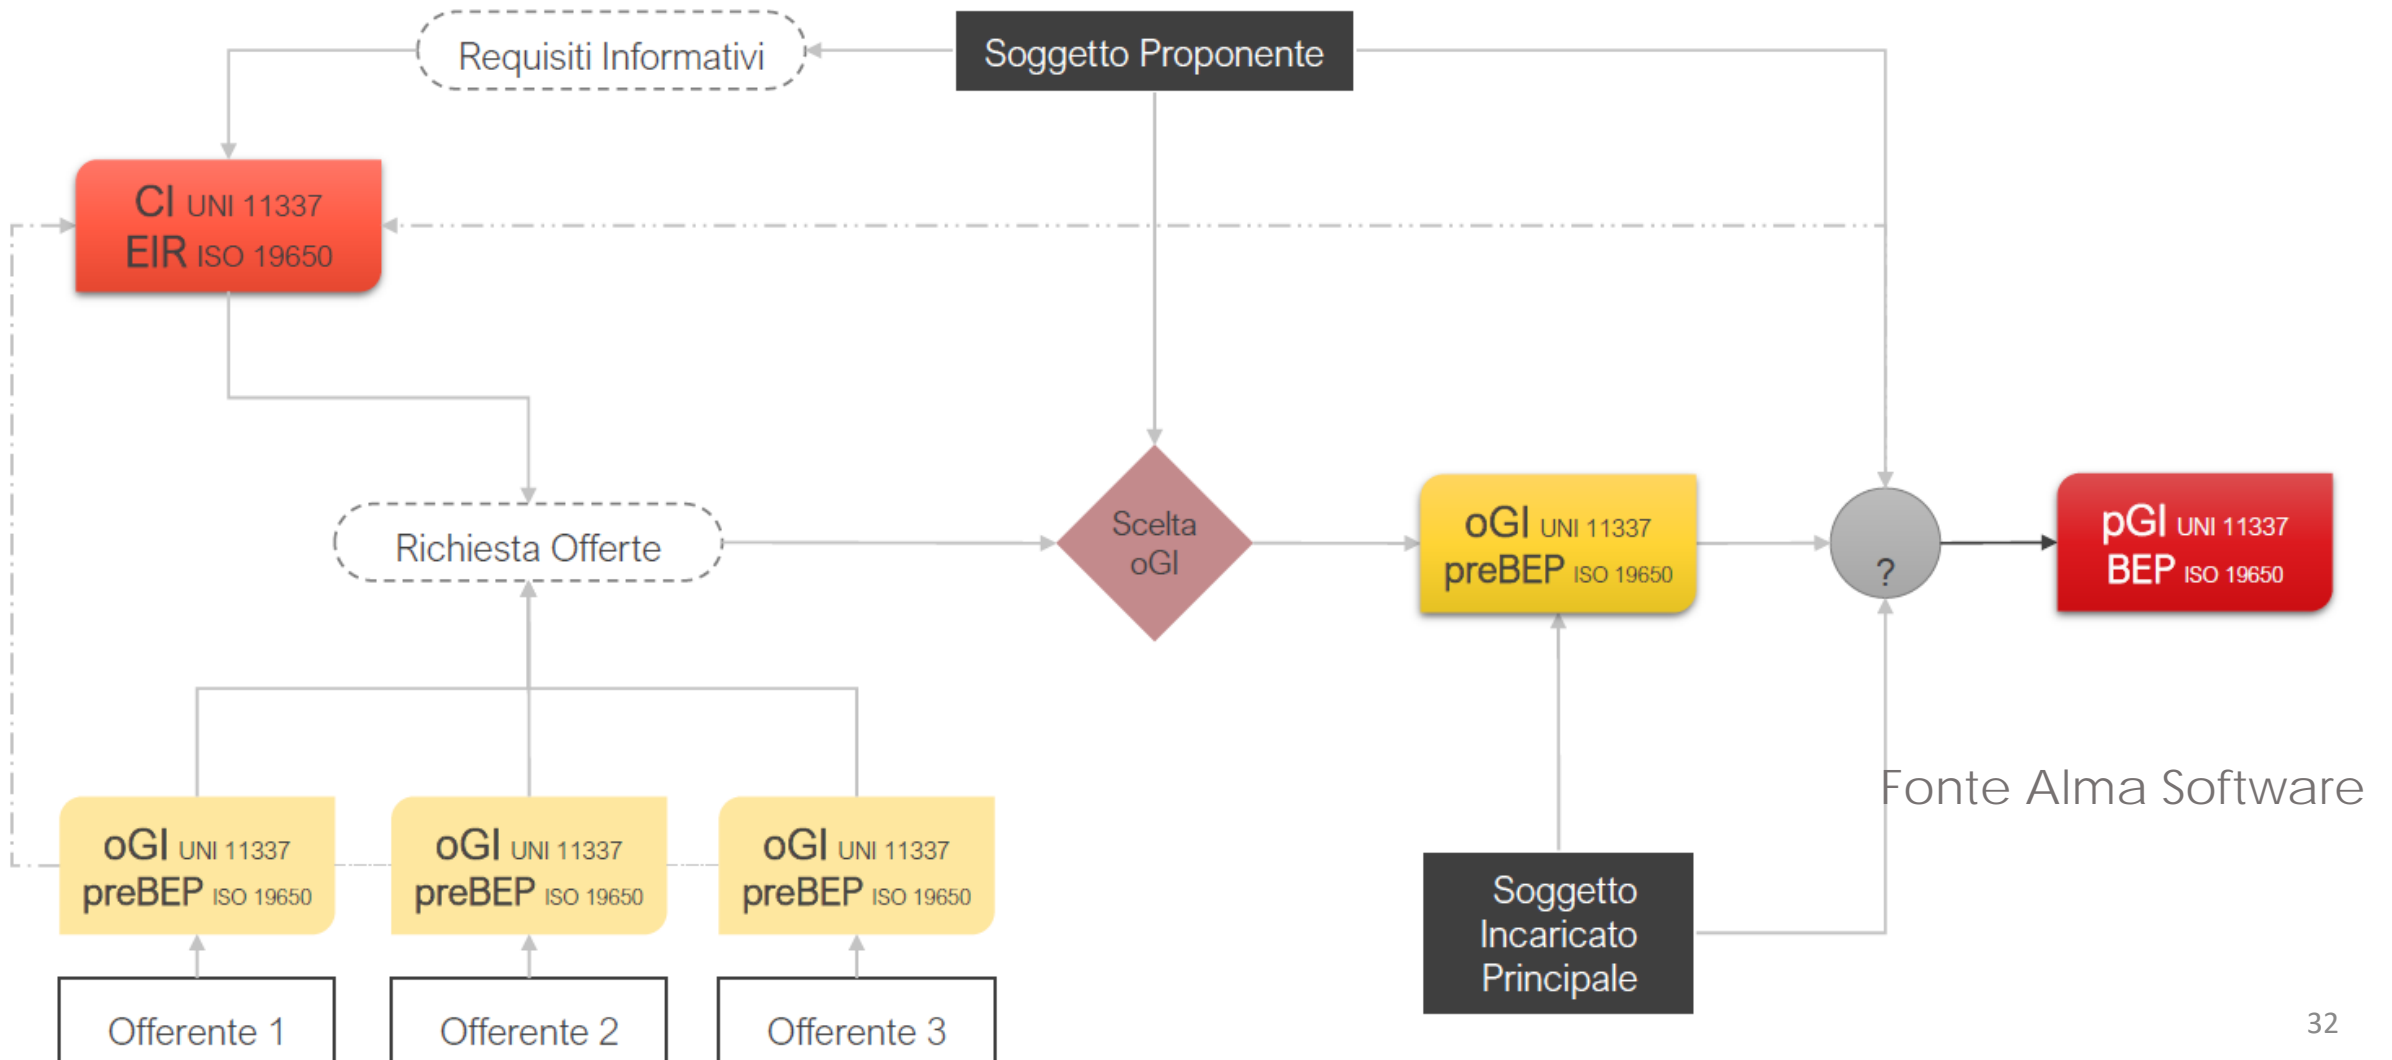 Requisiti Informativi
Soggetto Proponente
CI UNI 11337
EIR ISO 19650
Richiesta Offerte
Scelta
oGI
oGI UNI 11337
preBEP ISO 19650
?
pGI UNI 11337
BEP ISO 19650
Fonte Alma Software
oGI UNI 11337
preBEP ISO 19650
oGI UNI 11337
preBEP ISO 19650
oGI UNI 11337
preBEP ISO 19650
Soggetto
Incaricato
Principale
Offerente 1
Offerente 2
Offerente 3
32